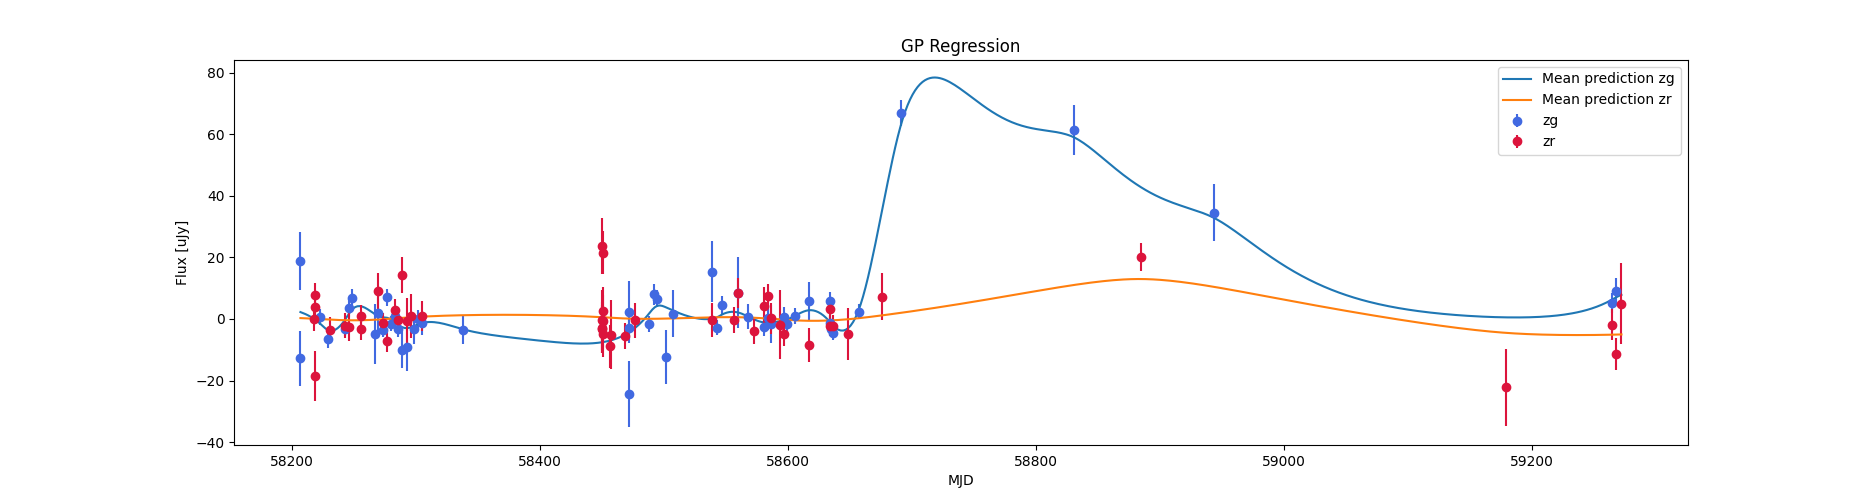 GP Regression
Flux [uJy]
80
60
40
20
0
−20
−40
Mean prediction zg
Mean prediction zr
zg
zr
58200
58400
58600
58800
59000
59200
MJD